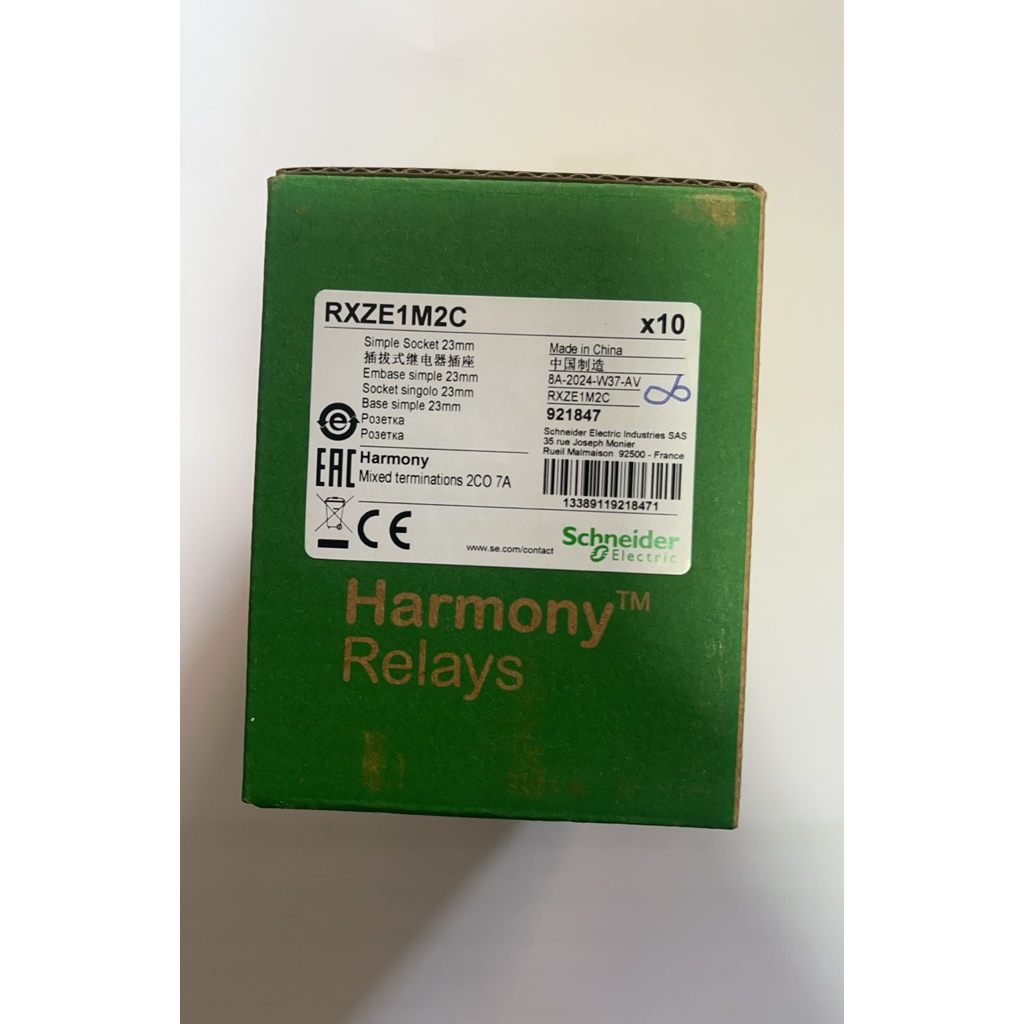 RXZE1M2C
x10
Simple Socket 23mm
插拔式继电器插座
Embase simple 23mm
Socket singolo 23mm
Base simple 23mm
Розетка
Розетка
Made in China
中国制造
8A-2024-W37-AV
RXZE1M2C
921847
Schneider Electric Industries SAS
35 rue Joseph Monier
Rueil Malmaison 92500 - France
e
EAC
Harmony
Mixed terminations 2CO 7A
13389119218471
CE
www.se.com/contact
Schneider
Electric
Harmony™
Relays